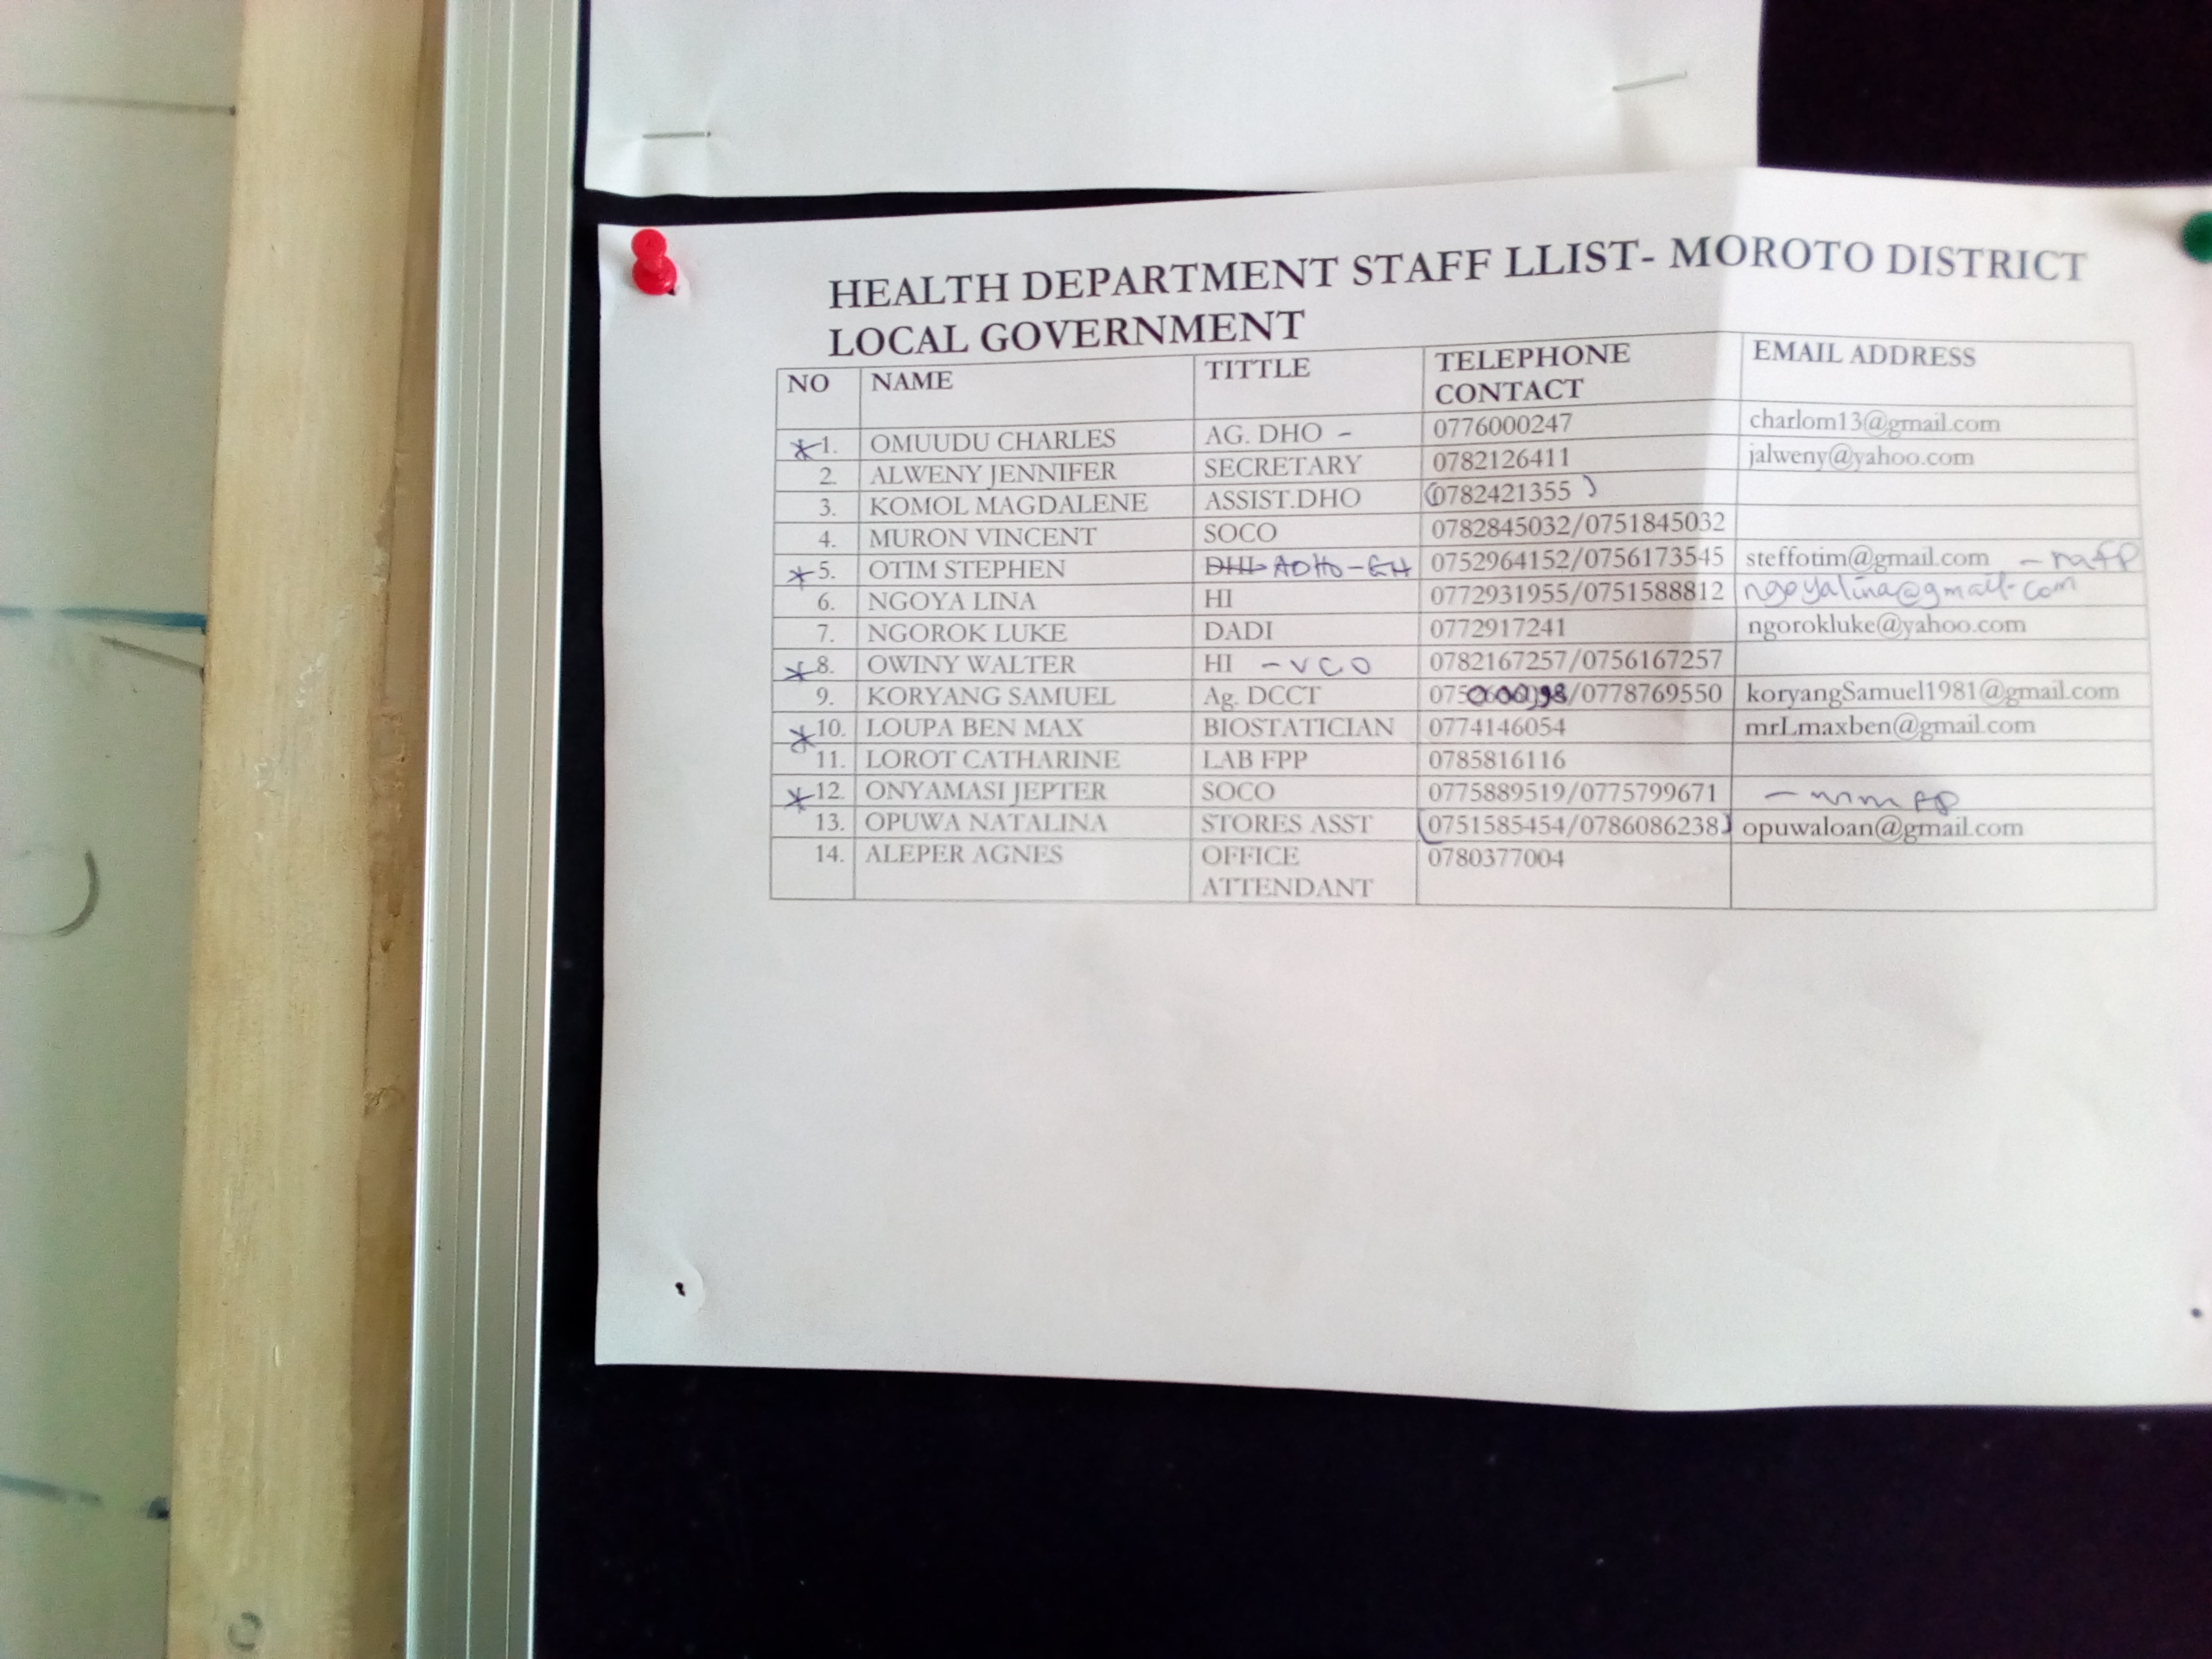 HEALTH DEPARTMENT STAFF LLIST- MOROTO DISTRICT
LOCAL GOVERNMENT
NO NAME TITTLE TELEPHONE CONTACT EMAIL ADDRESS
*1. OMUUDU CHARLES AG. DHO - 0776000247 charlom13@gmail.com
2. ALWENY JENNIFER SECRETARY 0782126411 jalweny@yahoo.com
3. KOMOL MAGDALENE ASSIST.DHO (0782421355)
4. MURON VINCENT SOCO 0782845032/0751845032
*5. OTIM STEPHEN DHI ADHO-EH 0752964152/0756173545 steffotim@gmail.com - mFP
6. NGOYA LINA HI 0772931955/0751588812 ngoyalina@gmail.com
7. NGOROK LUKE DADI 0772917241 ngorokluke@yahoo.com
*8. OWINY WALTER HI - VCO 0782167257/0756167257
9. KORYANG SAMUEL Ag. DCCT /0778769550 koryangSamuel1981@gmail.com
*10. LOUPA BEN MAX BIOSTATICIAN 0774146054 mrLmaxben@gmail.com
11. LOROT CATHARINE LAB FPP 0785816116
*12. ONYAMASI JEPTER SOCO 0775889519/0775799671
13. OPUWA NATALINA STORES ASST (0751585454/0786086238) opuwaloan@gmail.com
14. ALEPER AGNES OFFICE 0780377004
ATTENDANT